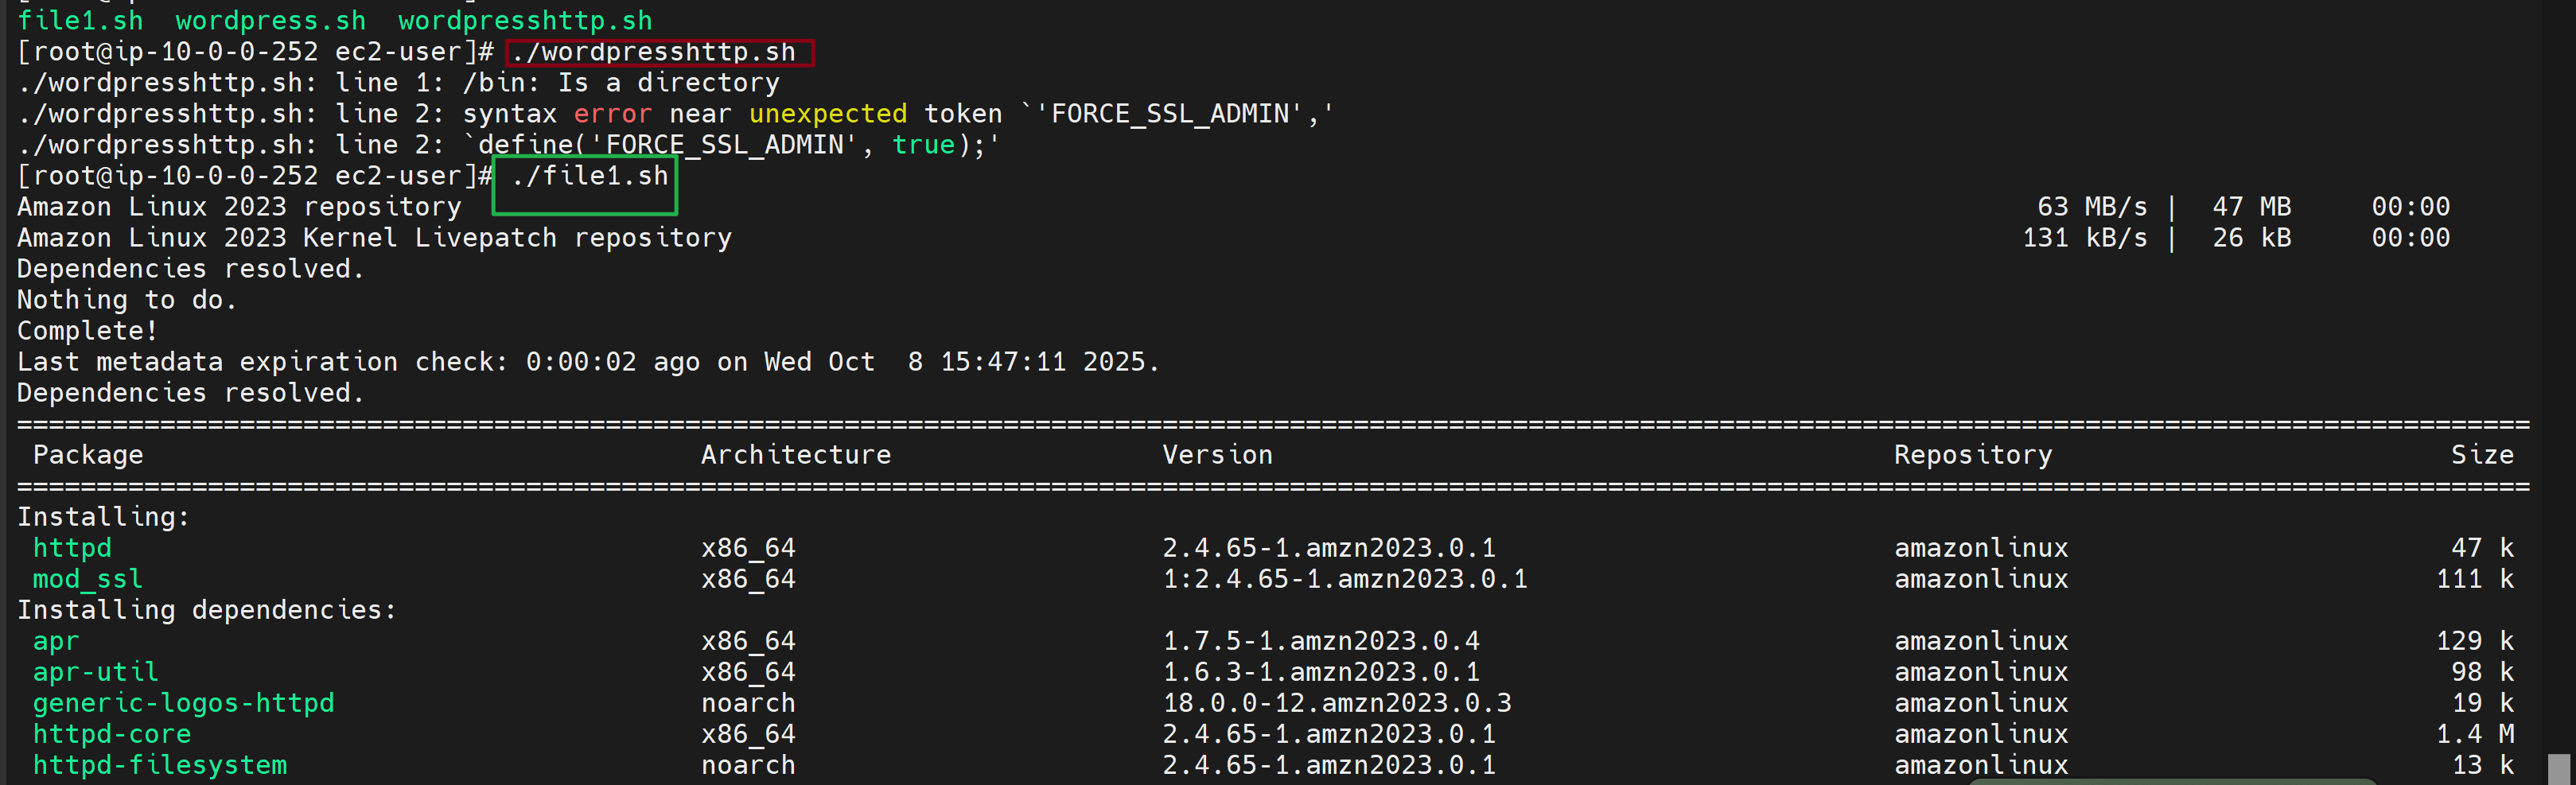 file1.sh  wordpress.sh  wordpresshttp.sh
[root@ip-10-0-0-252 ec2-user]# ./wordpresshttp.sh
./wordpresshttp.sh: line 1: /bin: Is a directory
./wordpresshttp.sh: line 2: syntax error near unexpected token `'FORCE_SSL_ADMIN','
./wordpresshttp.sh: line 2: `define('FORCE_SSL_ADMIN', true);'
[root@ip-10-0-0-252 ec2-user]# ./file1.sh
Amazon Linux 2023 repository 63 MB/s | 47 MB 00:00
Amazon Linux 2023 Kernel Livepatch repository 131 kB/s | 26 kB 00:00
Dependencies resolved.
Nothing to do.
Complete!
Last metadata expiration check: 0:00:02 ago on Wed Oct  8 15:47:11 2025.
Dependencies resolved.
================================================================================
Package Architecture Version Repository Size
================================================================================
Installing:
httpd x86_64 2.4.65-1.amzn2023.0.1 amazonlinux 47 k
mod_ssl x86_64 1:2.4.65-1.amzn2023.0.1 amazonlinux 111 k
Installing dependencies:
apr x86_64 1.7.5-1.amzn2023.0.4 amazonlinux 129 k
apr-util x86_64 1.6.3-1.amzn2023.0.1 amazonlinux 98 k
generic-logos-httpd noarch 18.0.0-12.amzn2023.0.3 amazonlinux 19 k
httpd-core x86_64 2.4.65-1.amzn2023.0.1 amazonlinux 1.4 M
httpd-filesystem noarch 2.4.65-1.amzn2023.0.1 amazonlinux 13 k